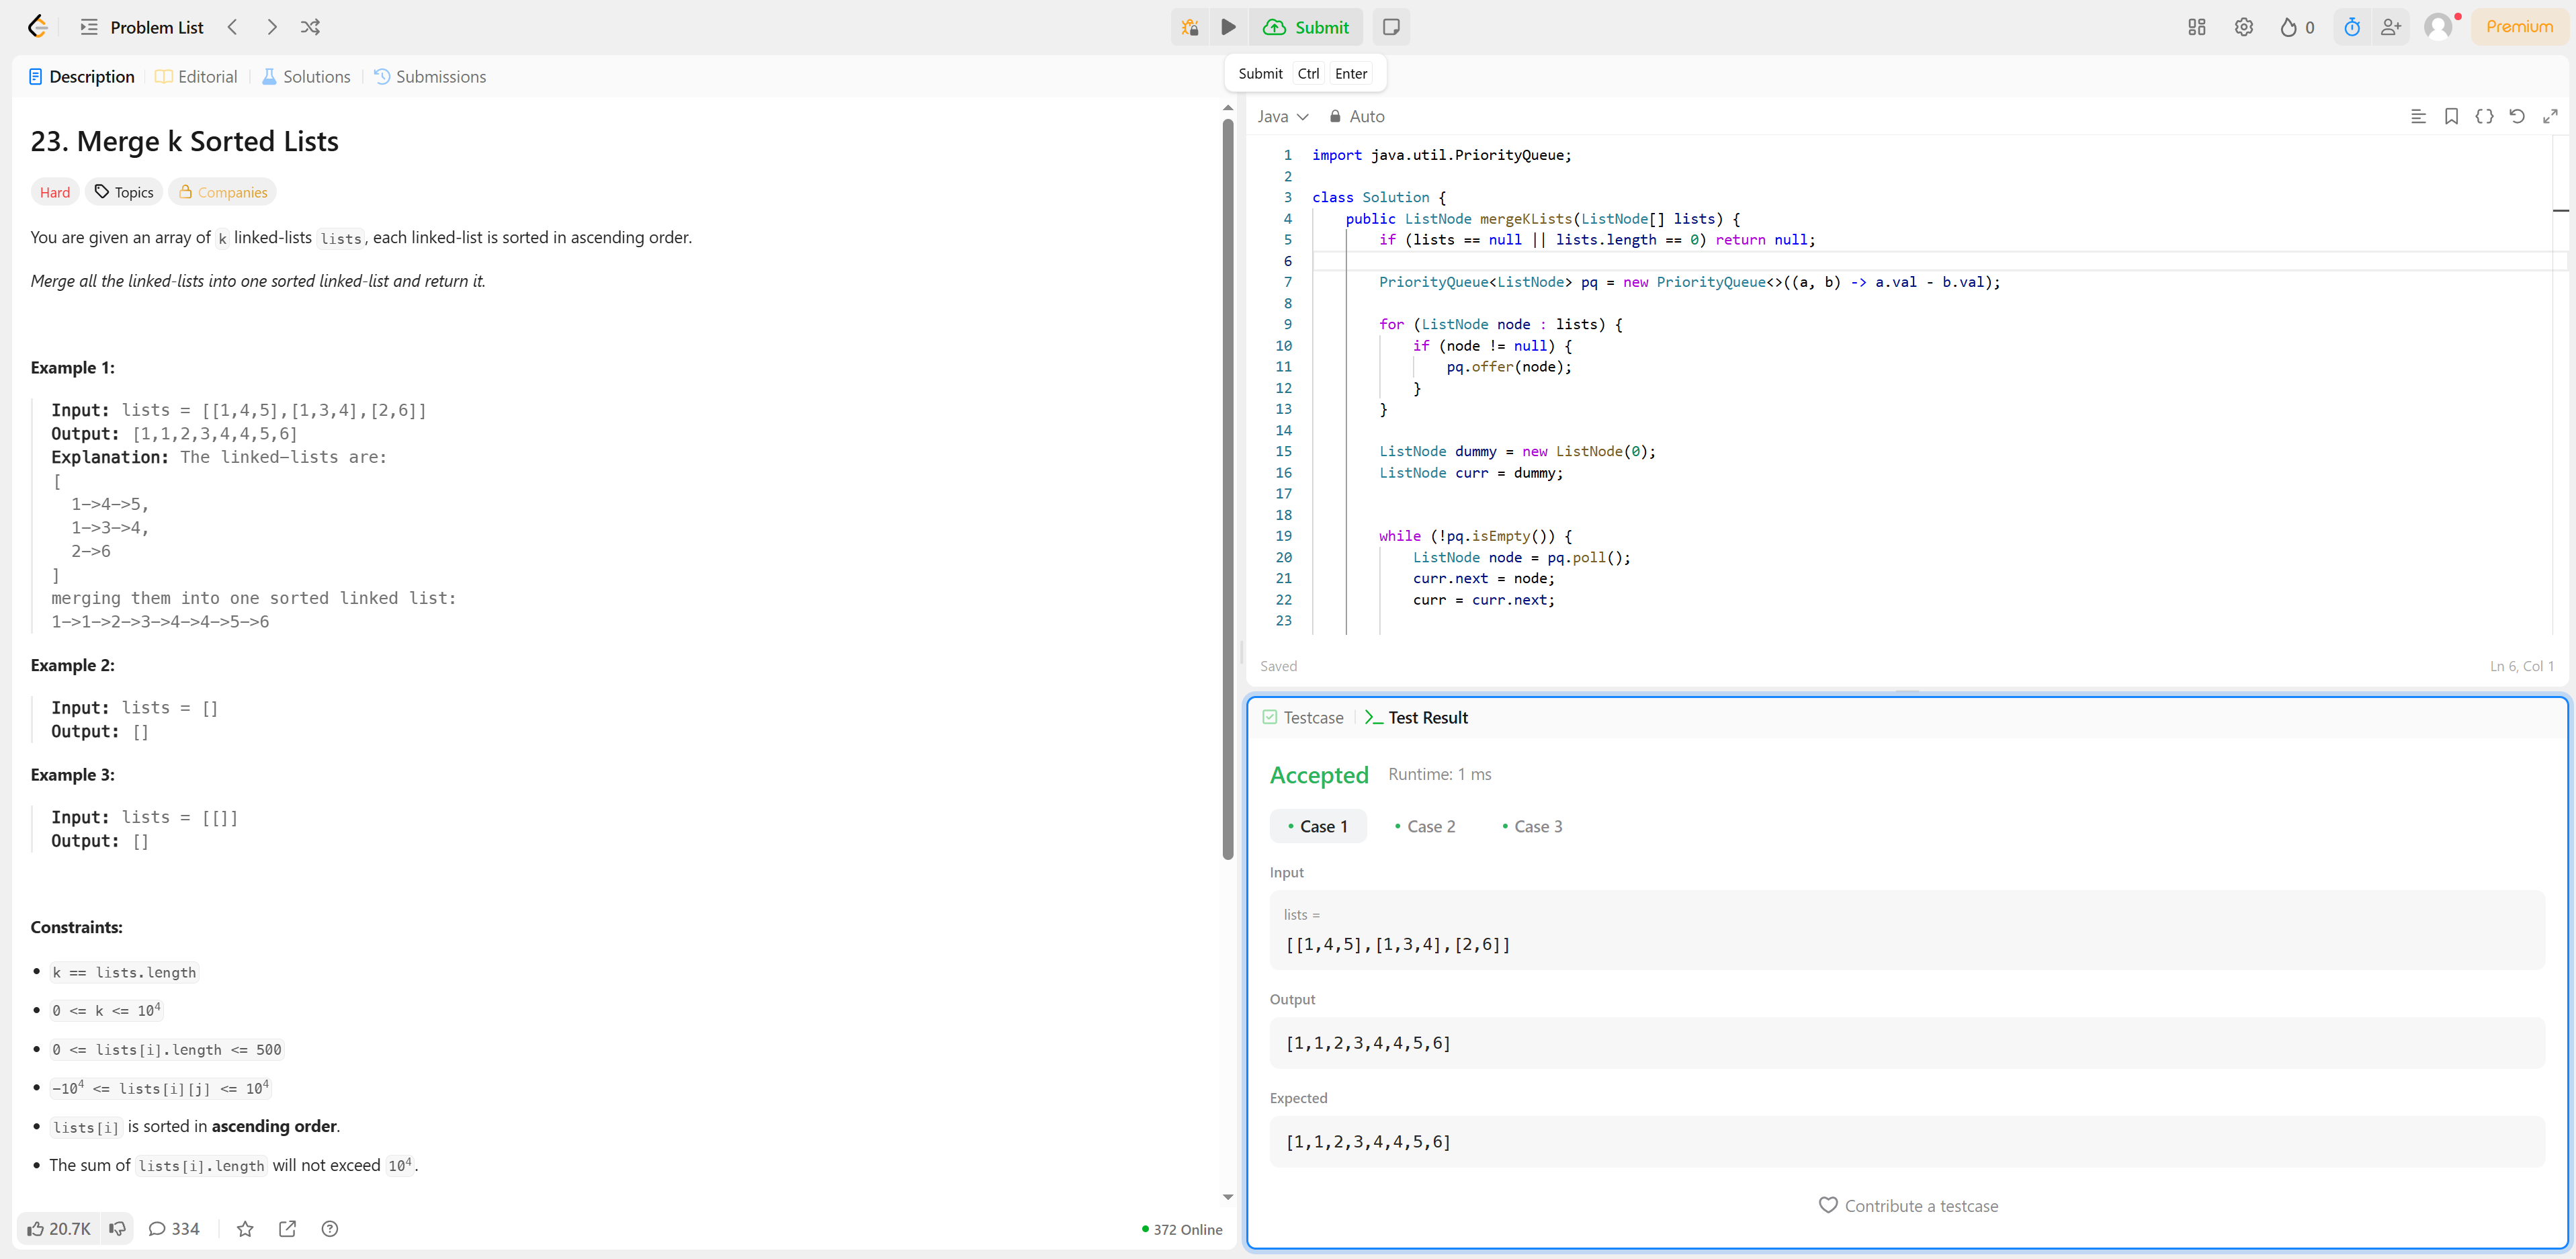 Problem List
Submit
0
Premium
Description
Editorial
Solutions
Submissions
Submit Ctrl Enter
23. Merge k Sorted Lists
Hard
Topics
Companies
You are given an array of k linked-lists lists, each linked-list is sorted in ascending order.
Merge all the linked-lists into one sorted linked-list and return it.
Example 1:
Input: lists = [[1,4,5],[1,3,4],[2,6]]
Output: [1,1,2,3,4,4,5,6]
Explanation: The linked-lists are:
[
  1->4->5,
  1->3->4,
  2->6
]
merging them into one sorted linked list:
1->1->2->3->4->4->5->6
Example 2:
Input: lists = []
Output: []
Example 3:
Input: lists = [[]]
Output: []
Constraints:
• k == lists.length
• 0 <= k <= 10⁴
• 0 <= lists[i].length <= 500
• -10⁴ <= lists[i][j] <= 10⁴
• lists[i] is sorted in ascending order.
• The sum of lists[i].length will not exceed 10⁴.
20.7K
334
372 Online
Java
Auto
1 import java.util.PriorityQueue;
2
3 class Solution {
4     public ListNode mergeKLists(ListNode[] lists) {
5         if (lists == null || lists.length == 0) return null;
6
7         PriorityQueue<ListNode> pq = new PriorityQueue<>((a, b) -> a.val - b.val);
8
9         for (ListNode node : lists) {
10             if (node != null) {
11                 pq.offer(node);
12             }
13         }
14
15         ListNode dummy = new ListNode(0);
16         ListNode curr = dummy;
17
18
19         while (!pq.isEmpty()) {
20             ListNode node = pq.poll();
21             curr.next = node;
22             curr = curr.next;
23
Saved
Ln 6, Col 1
Testcase
Test Result
Accepted
Runtime: 1 ms
• Case 1
• Case 2
• Case 3
Input
lists =
[[1,4,5],[1,3,4],[2,6]]
Output
[1,1,2,3,4,4,5,6]
Expected
[1,1,2,3,4,4,5,6]
Contribute a testcase